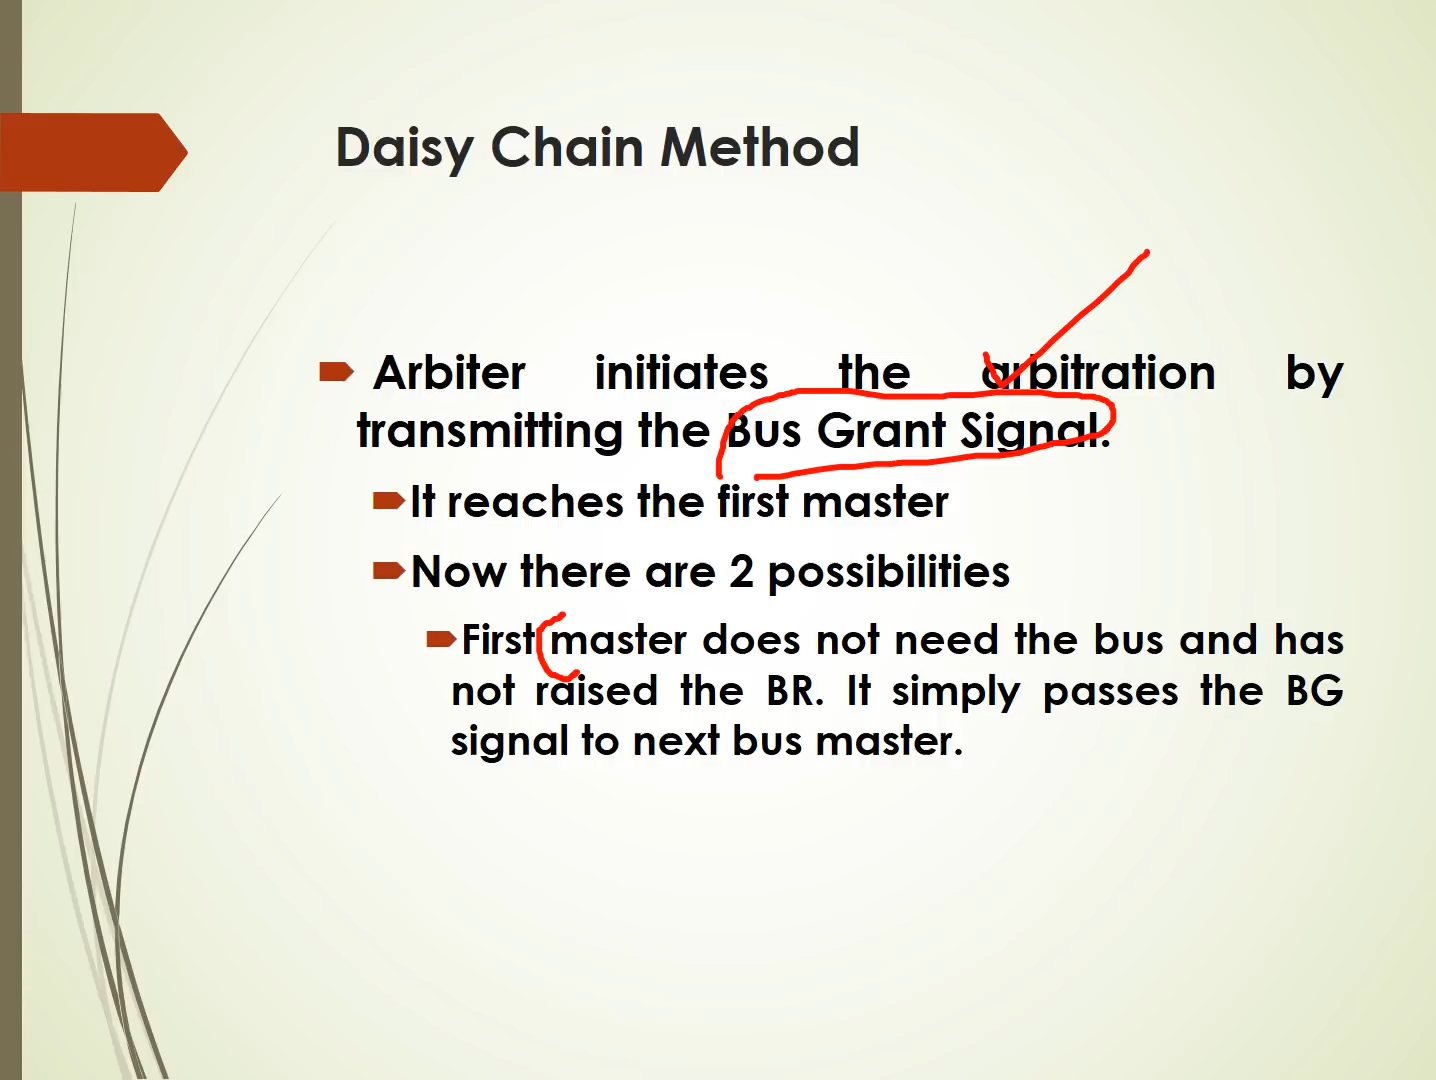 Daisy Chain Method
Arbiter initiates the arbitration by
transmitting the Bus Grant Signal.
It reaches the first master
Now there are 2 possibilities
First master does not need the bus and has
not raised the BR. It simply passes the BG
signal to next bus master.